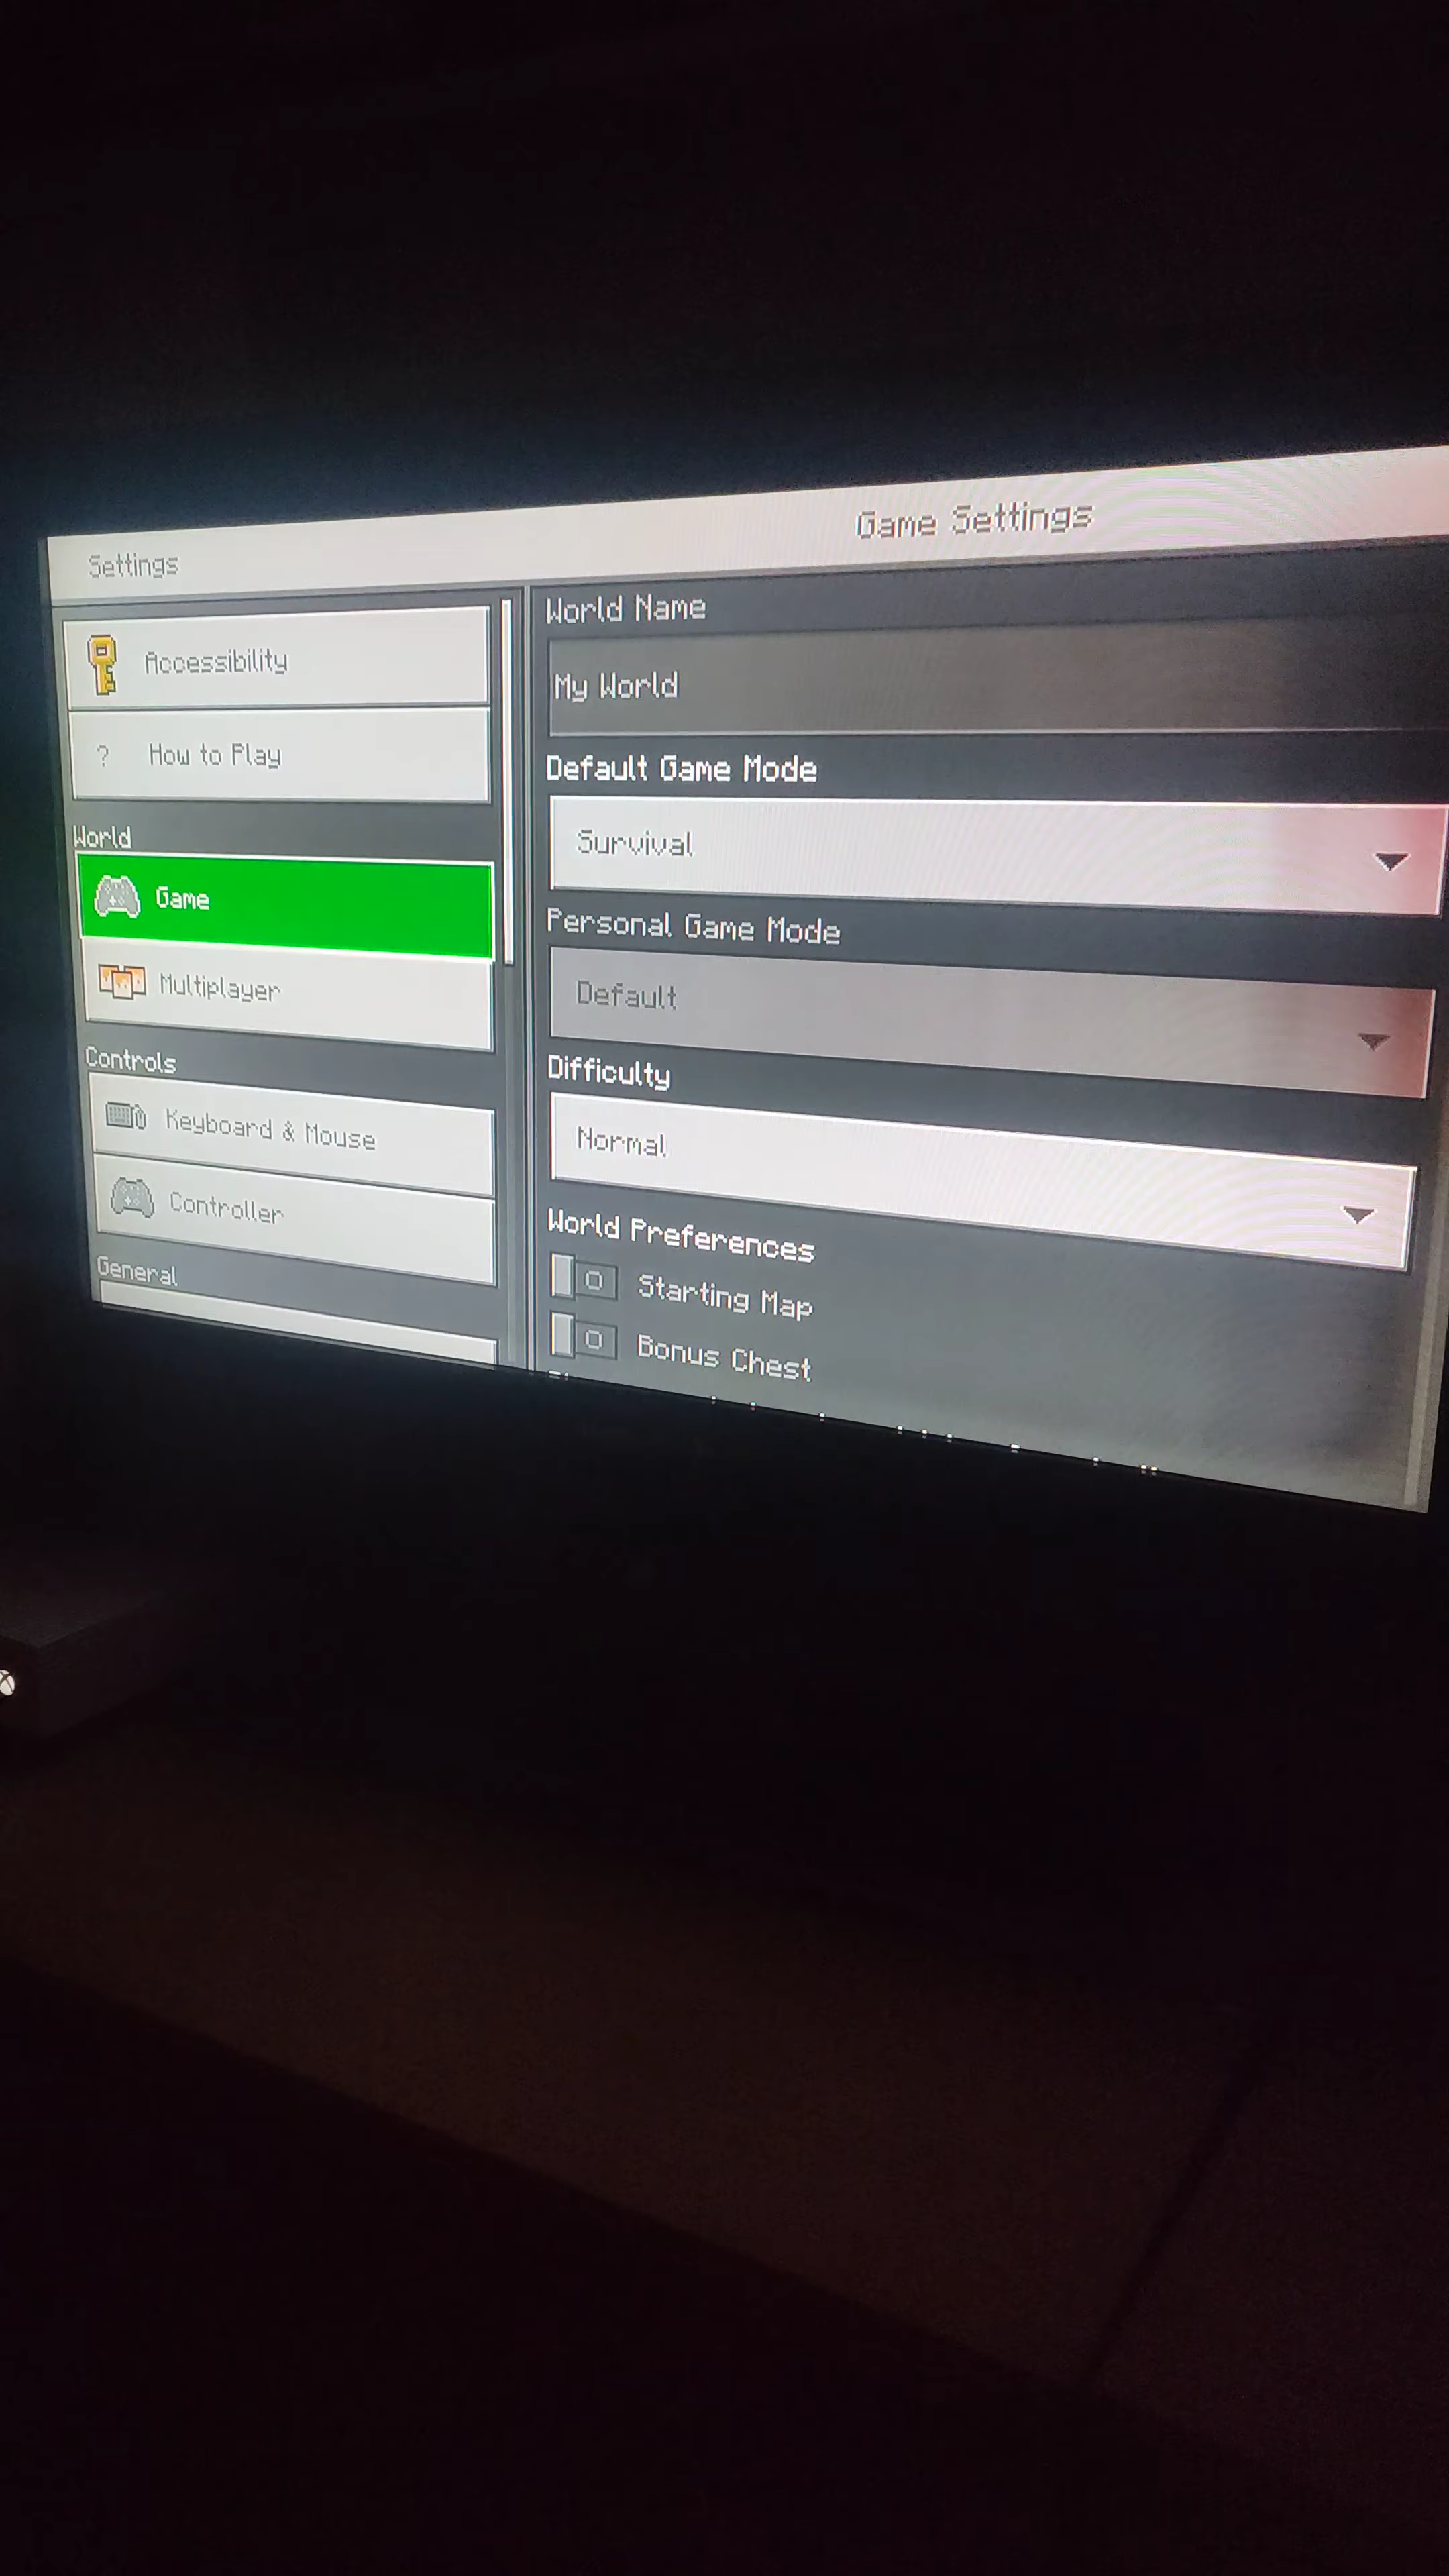 Settings
Game Settings
Accessibility
? How to Play
World
Game
Multiplayer
Controls
Keyboard & Mouse
Controller
General
World Name
My World
Default Game Mode
Survival
Personal Game Mode
Default
Difficulty
Normal
World Preferences
Starting Map
Bonus Chest